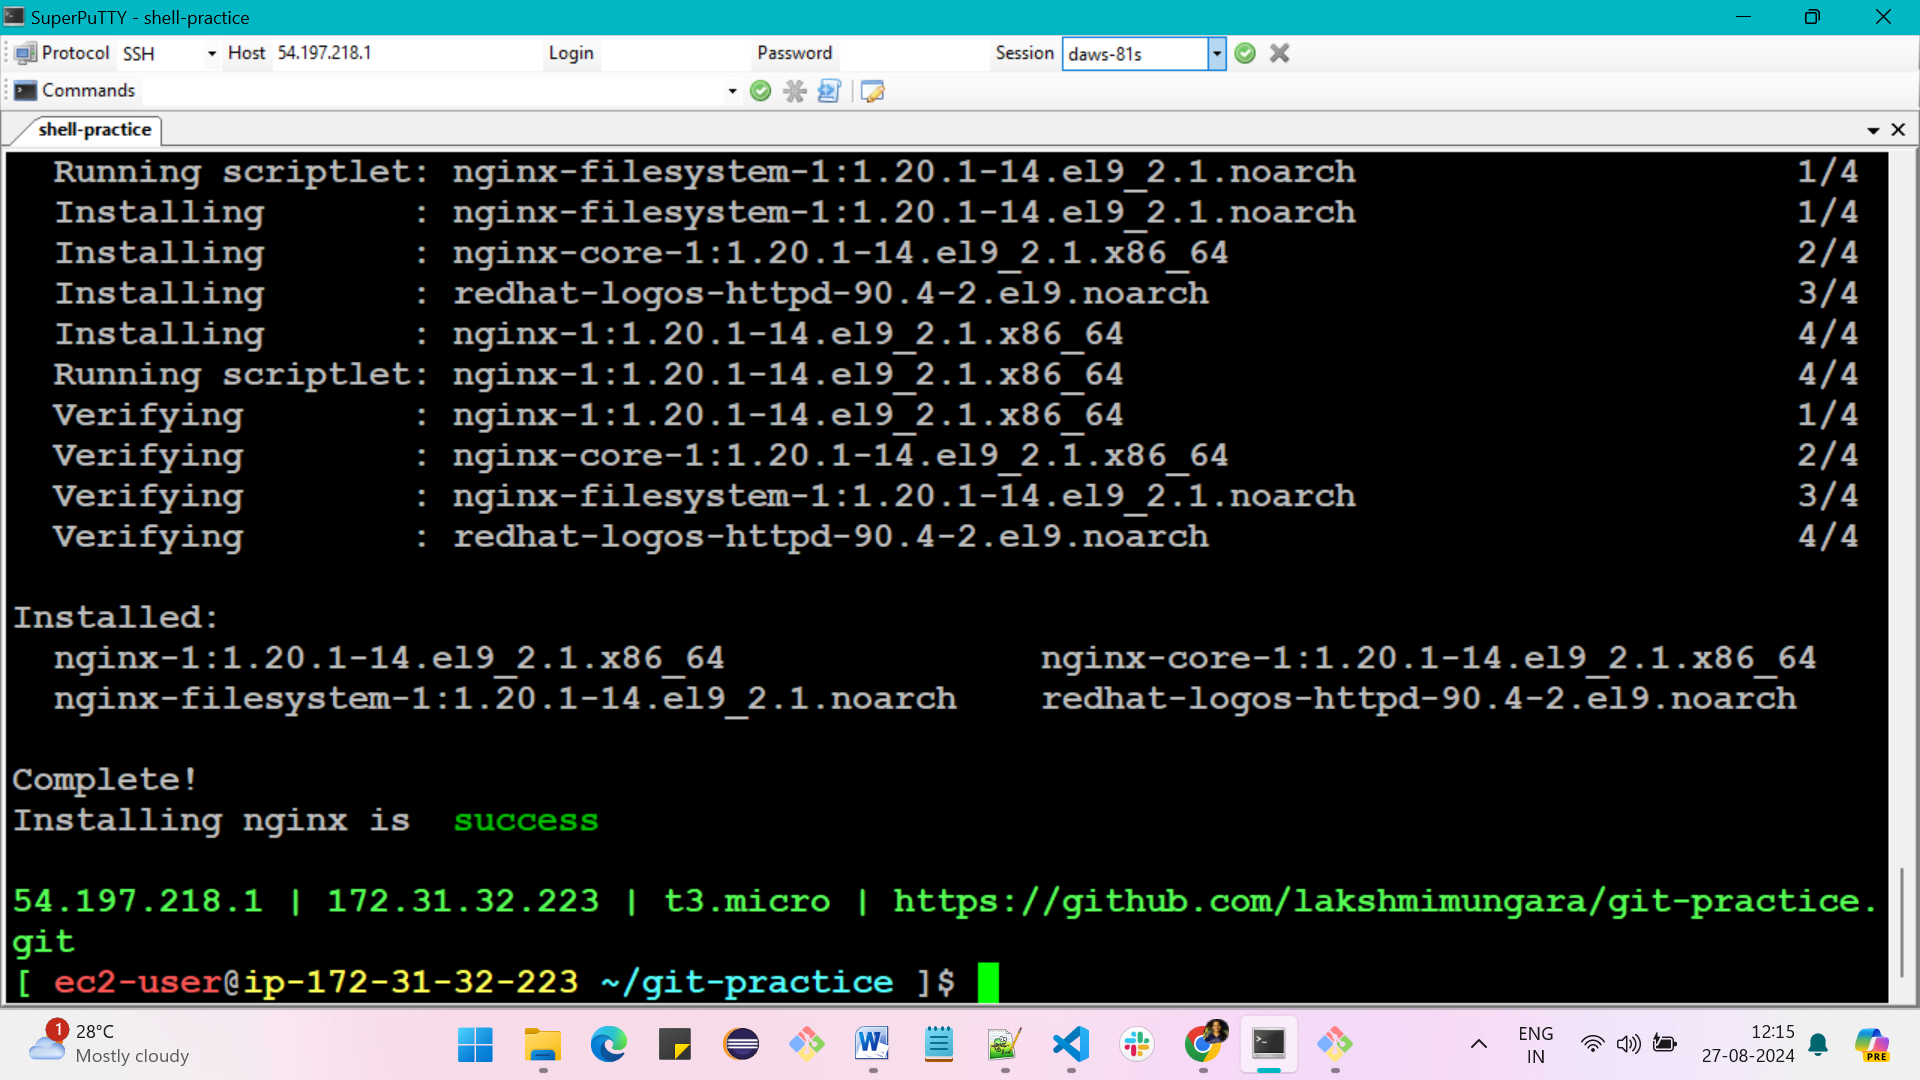 SuperPuTTY - shell-practice
Protocol SSH Host 54.197.218.1 Login Password Session daws-81s
Commands
shell-practice
Running scriptlet: nginx-filesystem-1:1.20.1-14.el9_2.1.noarch 1/4
Installing : nginx-filesystem-1:1.20.1-14.el9_2.1.noarch 1/4
Installing : nginx-core-1:1.20.1-14.el9_2.1.x86_64 2/4
Installing : redhat-logos-httpd-90.4-2.el9.noarch 3/4
Installing : nginx-1:1.20.1-14.el9_2.1.x86_64 4/4
Running scriptlet: nginx-1:1.20.1-14.el9_2.1.x86_64 4/4
Verifying : nginx-1:1.20.1-14.el9_2.1.x86_64 1/4
Verifying : nginx-core-1:1.20.1-14.el9_2.1.x86_64 2/4
Verifying : nginx-filesystem-1:1.20.1-14.el9_2.1.noarch 3/4
Verifying : redhat-logos-httpd-90.4-2.el9.noarch 4/4
Installed:
nginx-1:1.20.1-14.el9_2.1.x86_64 nginx-core-1:1.20.1-14.el9_2.1.x86_64
nginx-filesystem-1:1.20.1-14.el9_2.1.noarch redhat-logos-httpd-90.4-2.el9.noarch
Complete!
Installing nginx is success
54.197.218.1 | 172.31.32.223 | t3.micro | https://github.com/lakshmimungara/git-practice.
git
[ ec2-user@ip-172-31-32-223 ~/git-practice ]$
1 28°C
Mostly cloudy
ENG
IN
12:15
27-08-2024
PRE